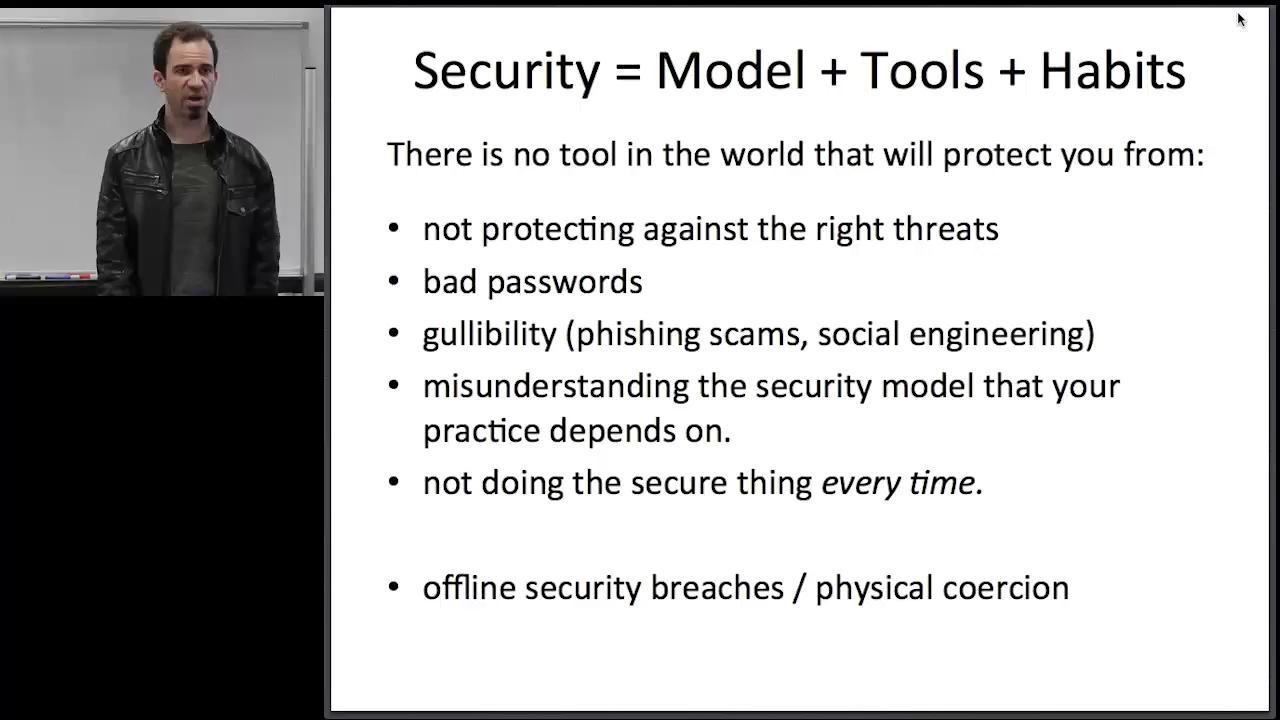 Security = Model + Tools + Habits
There is no tool in the world that will protect you from:
• not protecting against the right threats
• bad passwords
• gullibility (phishing scams, social engineering)
• misunderstanding the security model that your
practice depends on.
• not doing the secure thing every time.
• offline security breaches / physical coercion